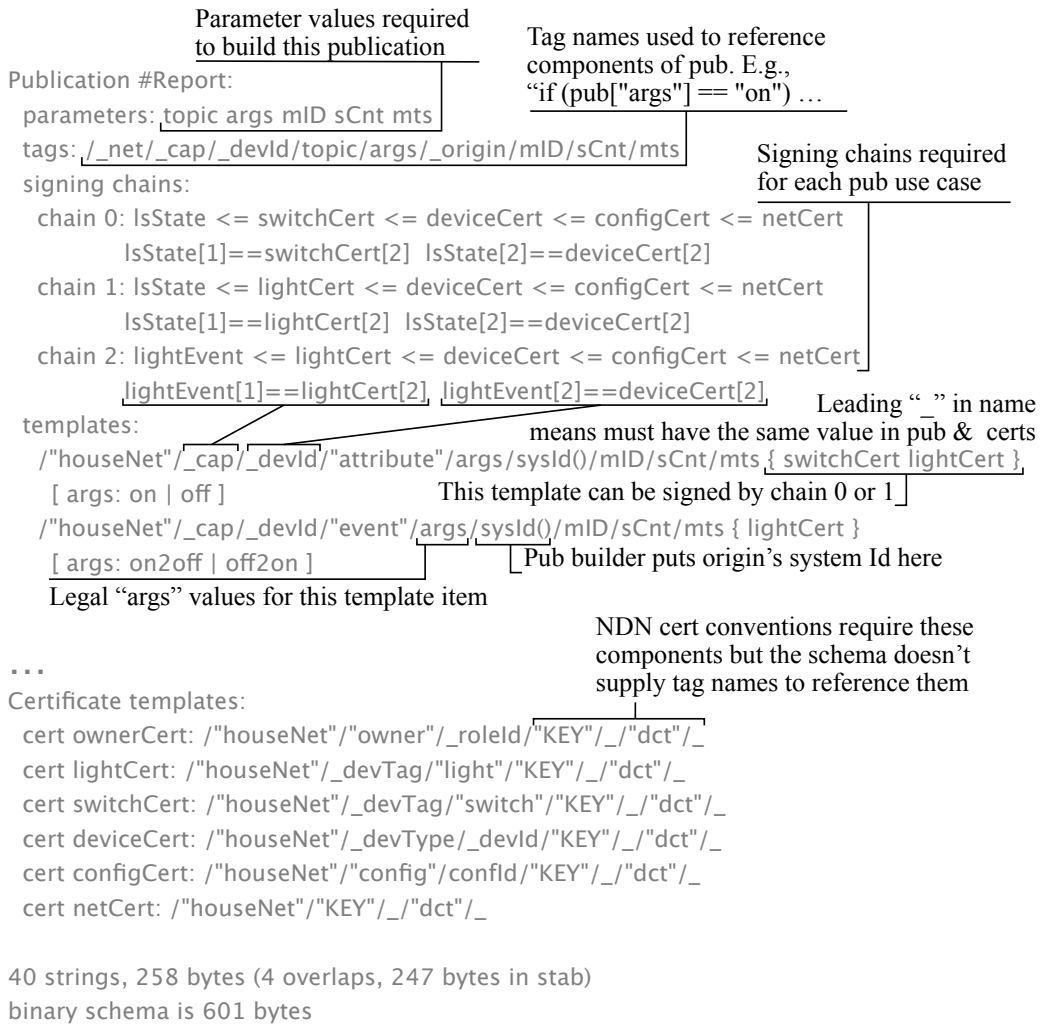 Parameter values required
to build this publication
Tag names used to reference
components of pub. E.g.,
“if (pub["args"] == "on") …
Publication #Report:
parameters: topic args mID sCnt mts
tags: /_net/_cap/_devId/topic/args/_origin/mID/sCnt/mts
Signing chains required
for each pub use case
signing chains:
chain 0: lsState <= switchCert <= deviceCert <= configCert <= netCert
lsState[1]==switchCert[2] lsState[2]==deviceCert[2]
chain 1: lsState <= lightCert <= deviceCert <= configCert <= netCert
lsState[1]==lightCert[2] lsState[2]==deviceCert[2]
chain 2: lightEvent <= lightCert <= deviceCert <= configCert <= netCert
lightEvent[1]==lightCert[2] lightEvent[2]==deviceCert[2]
Leading “_” in name
means must have the same value in pub & certs
templates:
/"houseNet"/_cap/_devId/"attribute"/args/sysId()/mID/sCnt/mts { switchCert lightCert }
[ args: on | off ]
This template can be signed by chain 0 or 1
/"houseNet"/_cap/_devId/"event"/args/sysId()/mID/sCnt/mts { lightCert }
[ args: on2off | off2on ]
Pub builder puts origin’s system Id here
Legal “args” values for this template item
NDN cert conventions require these
components but the schema doesn’t
supply tag names to reference them
...
Certificate templates:
cert ownerCert: /"houseNet"/"owner"/_roleId/"KEY"/_/"dct"/_
cert lightCert: /"houseNet"/_devTag/"light"/"KEY"/_/"dct"/_
cert switchCert: /"houseNet"/_devTag/"switch"/"KEY"/_/"dct"/_
cert deviceCert: /"houseNet"/_devType/_devId/"KEY"/_/"dct"/_
cert configCert: /"houseNet"/"config"/confId/"KEY"/_/"dct"/_
cert netCert: /"houseNet"/"KEY"/_/"dct"/_
40 strings, 258 bytes (4 overlaps, 247 bytes in stab)
binary schema is 601 bytes